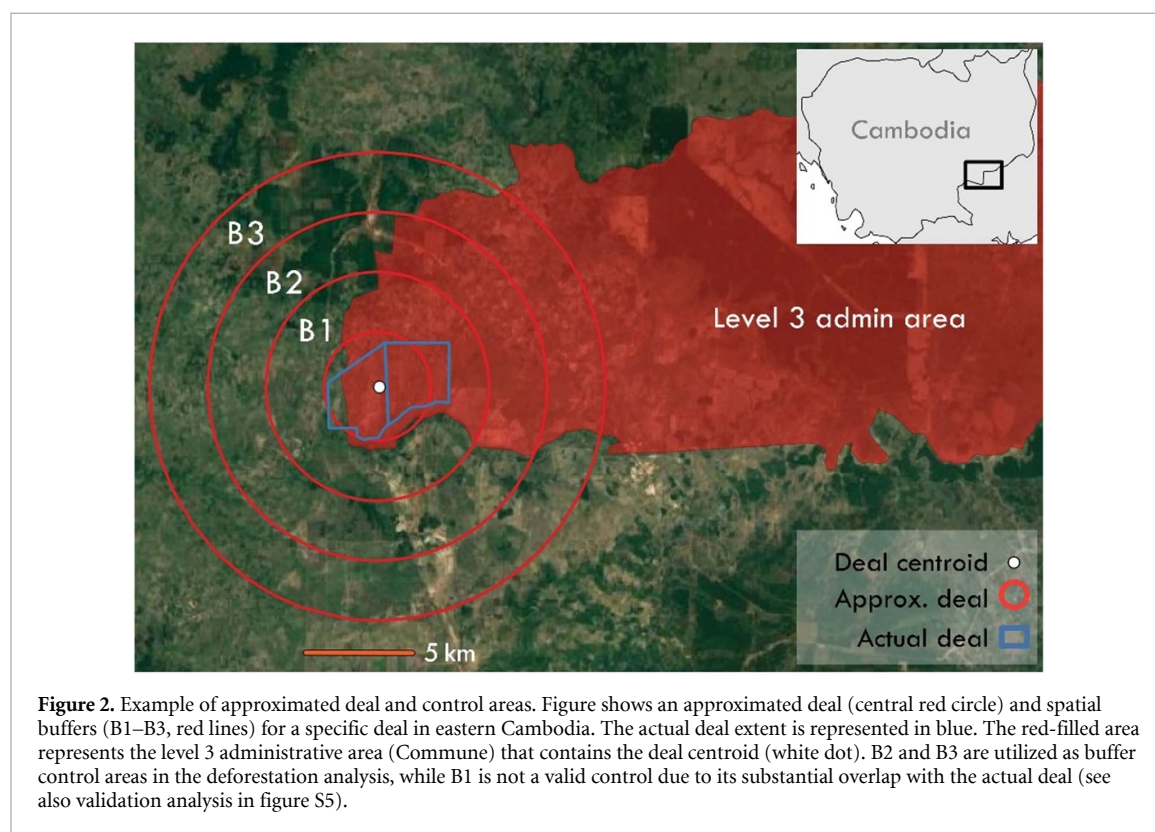 Cambodia
B3
B2
B1
Level 3 admin area
Deal centroid
Approx. deal
Actual deal
5 km
Figure 2. Example of approximated deal and control areas. Figure shows an approximated deal (central red circle) and spatial
buffers (B1–B3, red lines) for a specific deal in eastern Cambodia. The actual deal extent is represented in blue. The red-filled area
represents the level 3 administrative area (Commune) that contains the deal centroid (white dot). B2 and B3 are utilized as buffer
control areas in the deforestation analysis, while B1 is not a valid control due to its substantial overlap with the actual deal (see
also validation analysis in figure S5).